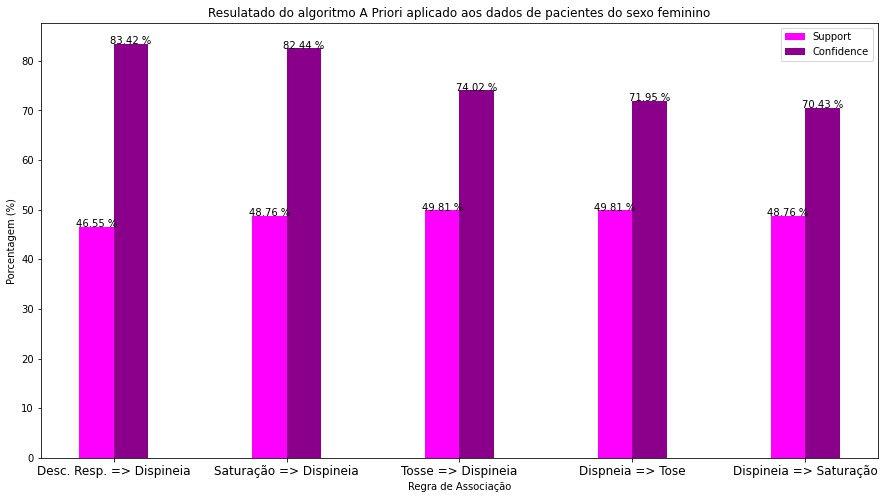 Resulatado do algoritmo A Priori aplicado aos dados de pacientes do sexo feminino
Support
Confidence
83.42 %
82.44 %
74.02 %
71.95 %
70.43 %
46.55 %
48.76 %
49.81 %
49.81 %
48.76 %
Porcentagem (%)
80
70
60
50
40
30
20
10
0
Desc. Resp. => Dispineia
Saturação => Dispineia
Tosse => Dispineia
Dispneia => Tose
Dispineia => Saturação
Regra de Associação